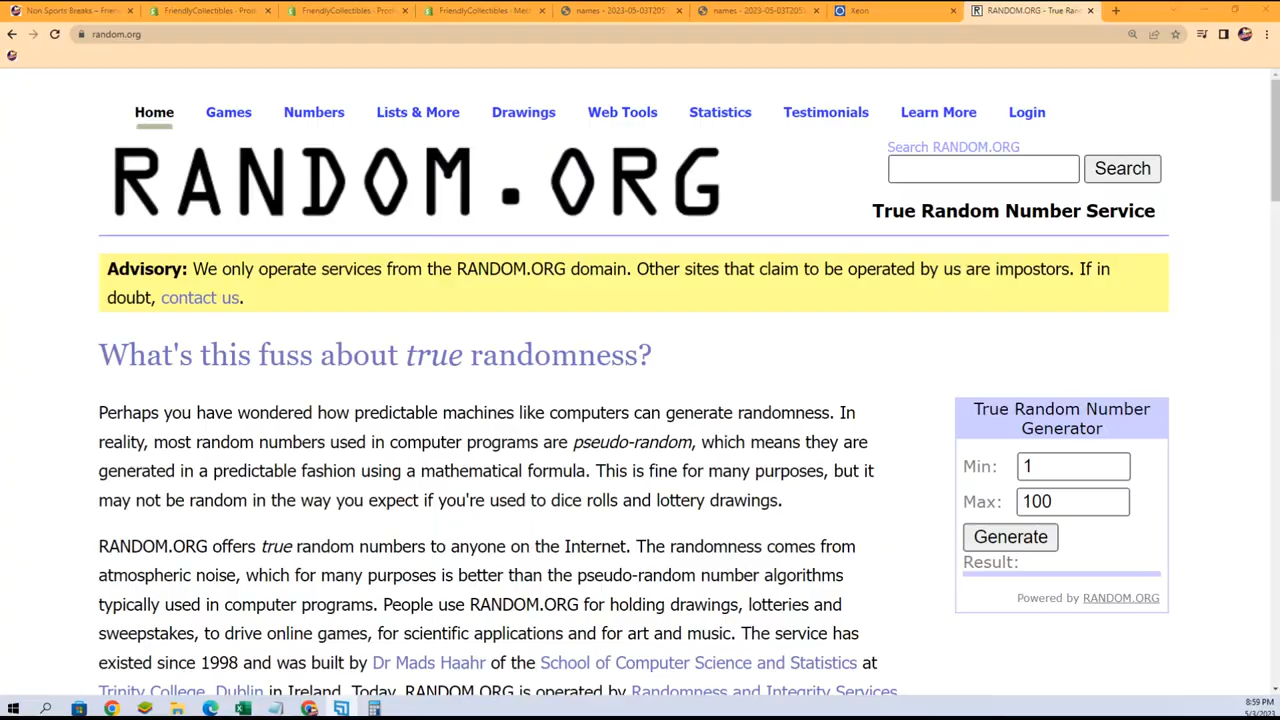 Non Sports Breaks – Frien
FriendlyCollectibles - Pro
FriendlyCollectibles - Pro
FriendlyCollectibles - Me
names - 2023-05-03T205
names - 2023-05-03T205
Xeon
RANDOM.ORG - True Ran
random.org
Home
Games
Numbers
Lists & More
Drawings
Web Tools
Statistics
Testimonials
Learn More
Login
RANDOM.ORG
Search RANDOM.ORG
Search
True Random Number Service
Advisory: We only operate services from the RANDOM.ORG domain. Other sites that claim to be operated by us are impostors. If in
doubt, contact us.
What's this fuss about true randomness?
Perhaps you have wondered how predictable machines like computers can generate randomness. In
reality, most random numbers used in computer programs are pseudo-random, which means they are
generated in a predictable fashion using a mathematical formula. This is fine for many purposes, but it
may not be random in the way you expect if you're used to dice rolls and lottery drawings.
RANDOM.ORG offers true random numbers to anyone on the Internet. The randomness comes from
atmospheric noise, which for many purposes is better than the pseudo-random number algorithms
typically used in computer programs. People use RANDOM.ORG for holding drawings, lotteries and
sweepstakes, to drive online games, for scientific applications and for art and music. The service has
existed since 1998 and was built by Dr Mads Haahr of the School of Computer Science and Statistics at
Trinity College, Dublin in Ireland. Today, RANDOM.ORG is operated by Randomness and Integrity Services
True Random Number
Generator
Min: 1
Max: 100
Generate
Result:
Powered by RANDOM.ORG
8:59 PM
5/3/2023